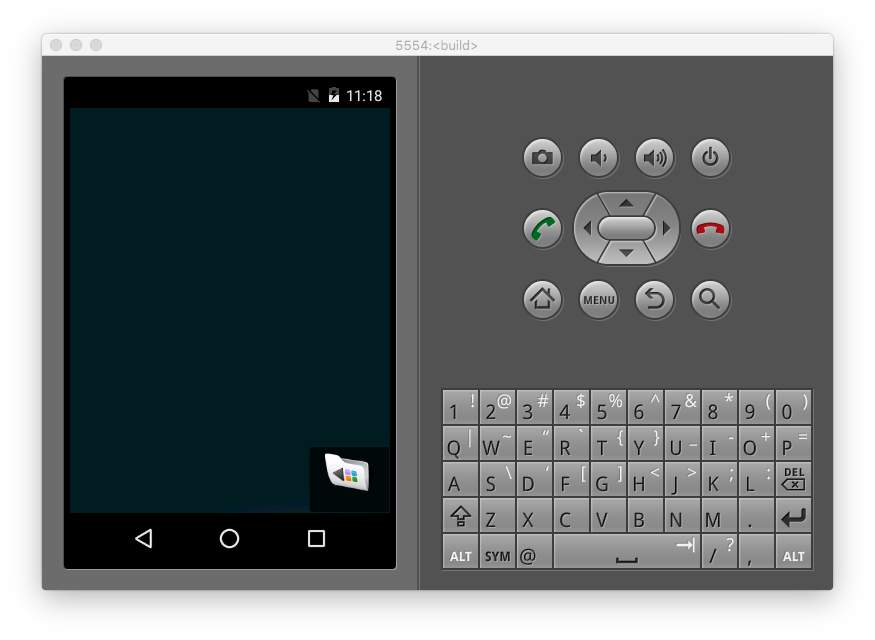 5554:<build>
11:18
MENU
1 ! 2 @ 3 # 4 $ 5 % 6 ^ 7 & 8 * 9 ( 0 )
Q | W ~ E “ R ` T { Y } U _ I - O + P =
A S \ D ‘ F [ G ] H < J > K ; L : DEL
Z X C V B N M .
ALT SYM @ / ? , ALT